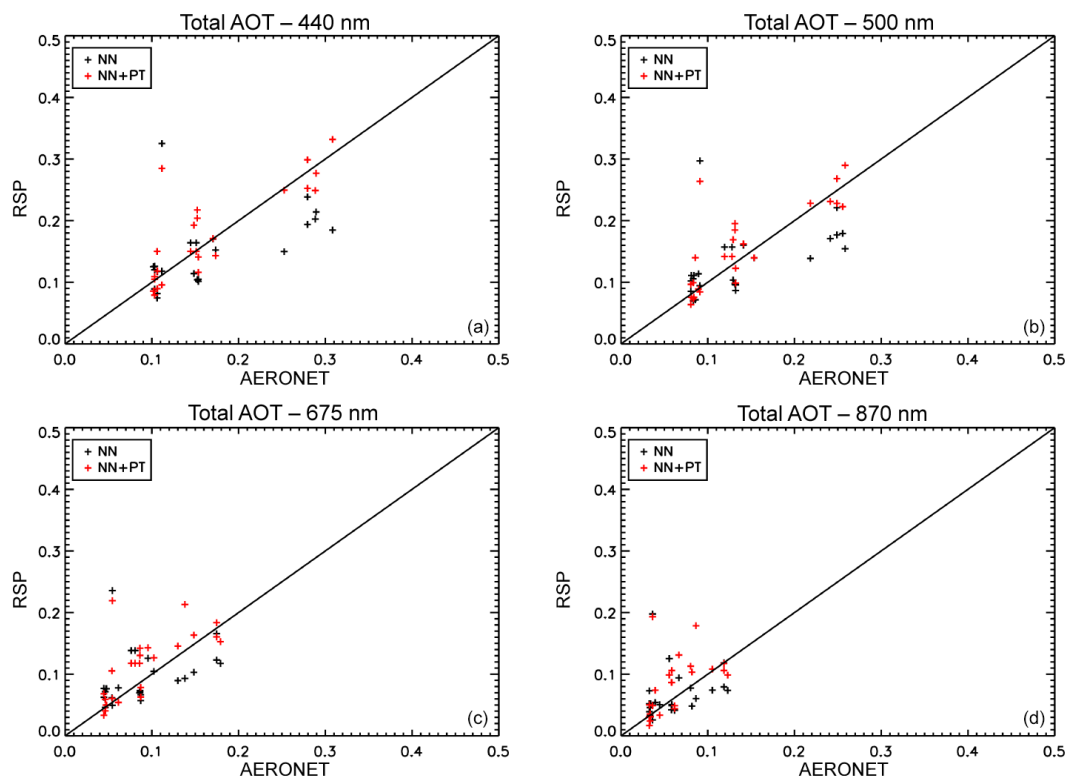 Total AOT – 440 nm
0.5
0.4
0.3
0.2
0.1
0.0
RSP
+ NN
+ NN+PT
(a)
0.0 0.1 0.2 0.3 0.4 0.5
AERONET
Total AOT – 500 nm
0.5
0.4
0.3
0.2
0.1
0.0
RSP
+ NN
+ NN+PT
(b)
0.0 0.1 0.2 0.3 0.4 0.5
AERONET
Total AOT – 675 nm
0.5
0.4
0.3
0.2
0.1
0.0
RSP
+ NN
+ NN+PT
(c)
0.0 0.1 0.2 0.3 0.4 0.5
AERONET
Total AOT – 870 nm
0.5
0.4
0.3
0.2
0.1
0.0
RSP
+ NN
+ NN+PT
(d)
0.0 0.1 0.2 0.3 0.4 0.5
AERONET